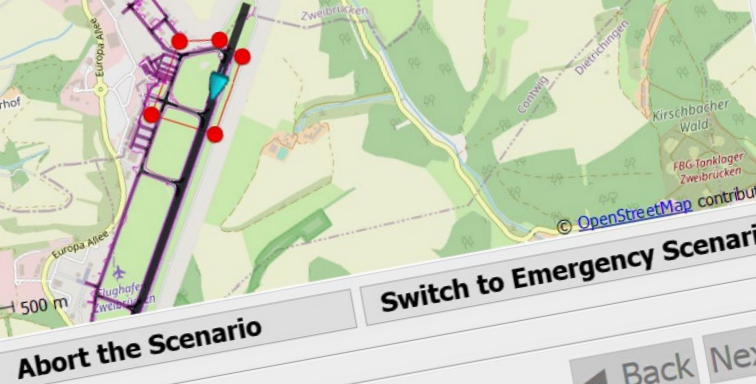 Zweibrücken
Europa Allee
rhof
Contwig
Dietrichingen
Kirschbacher
Wald
FBG-Tanklager
Zweibrücken
© OpenStreetMap contribut
Europa Allee
Flughafen
Zweibrücken
500 m
Abort the Scenario
Switch to Emergency Scenari
Back
Nex